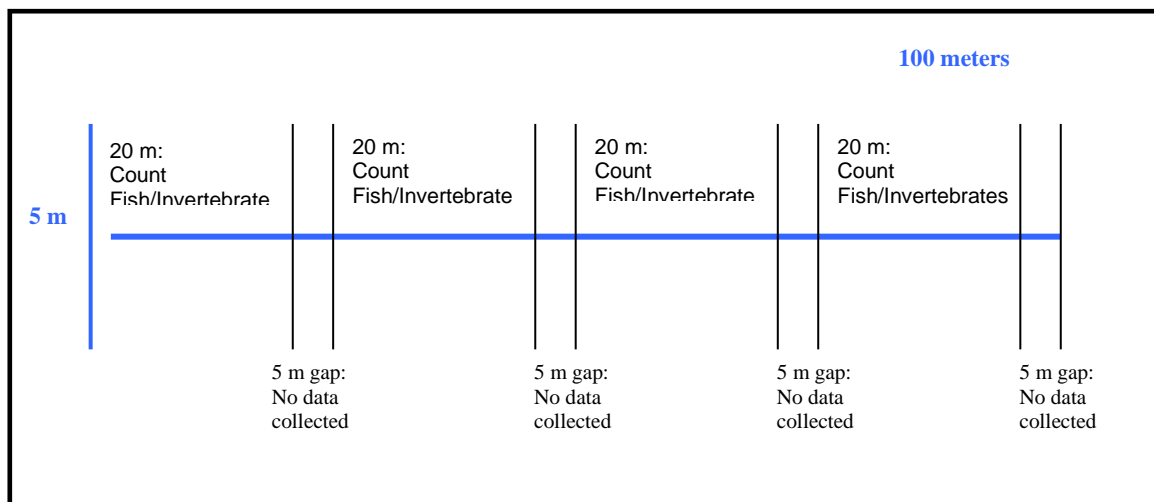 100 meters
20 m:
Count
Fish/Invertebrate
20 m:
Count
Fish/Invertebrate
20 m:
Count
Fish/Invertebrate
20 m:
Count
Fish/Invertebrates
5 m
5 m gap:
No data
collected
5 m gap:
No data
collected
5 m gap:
No data
collected
5 m gap:
No data
collected